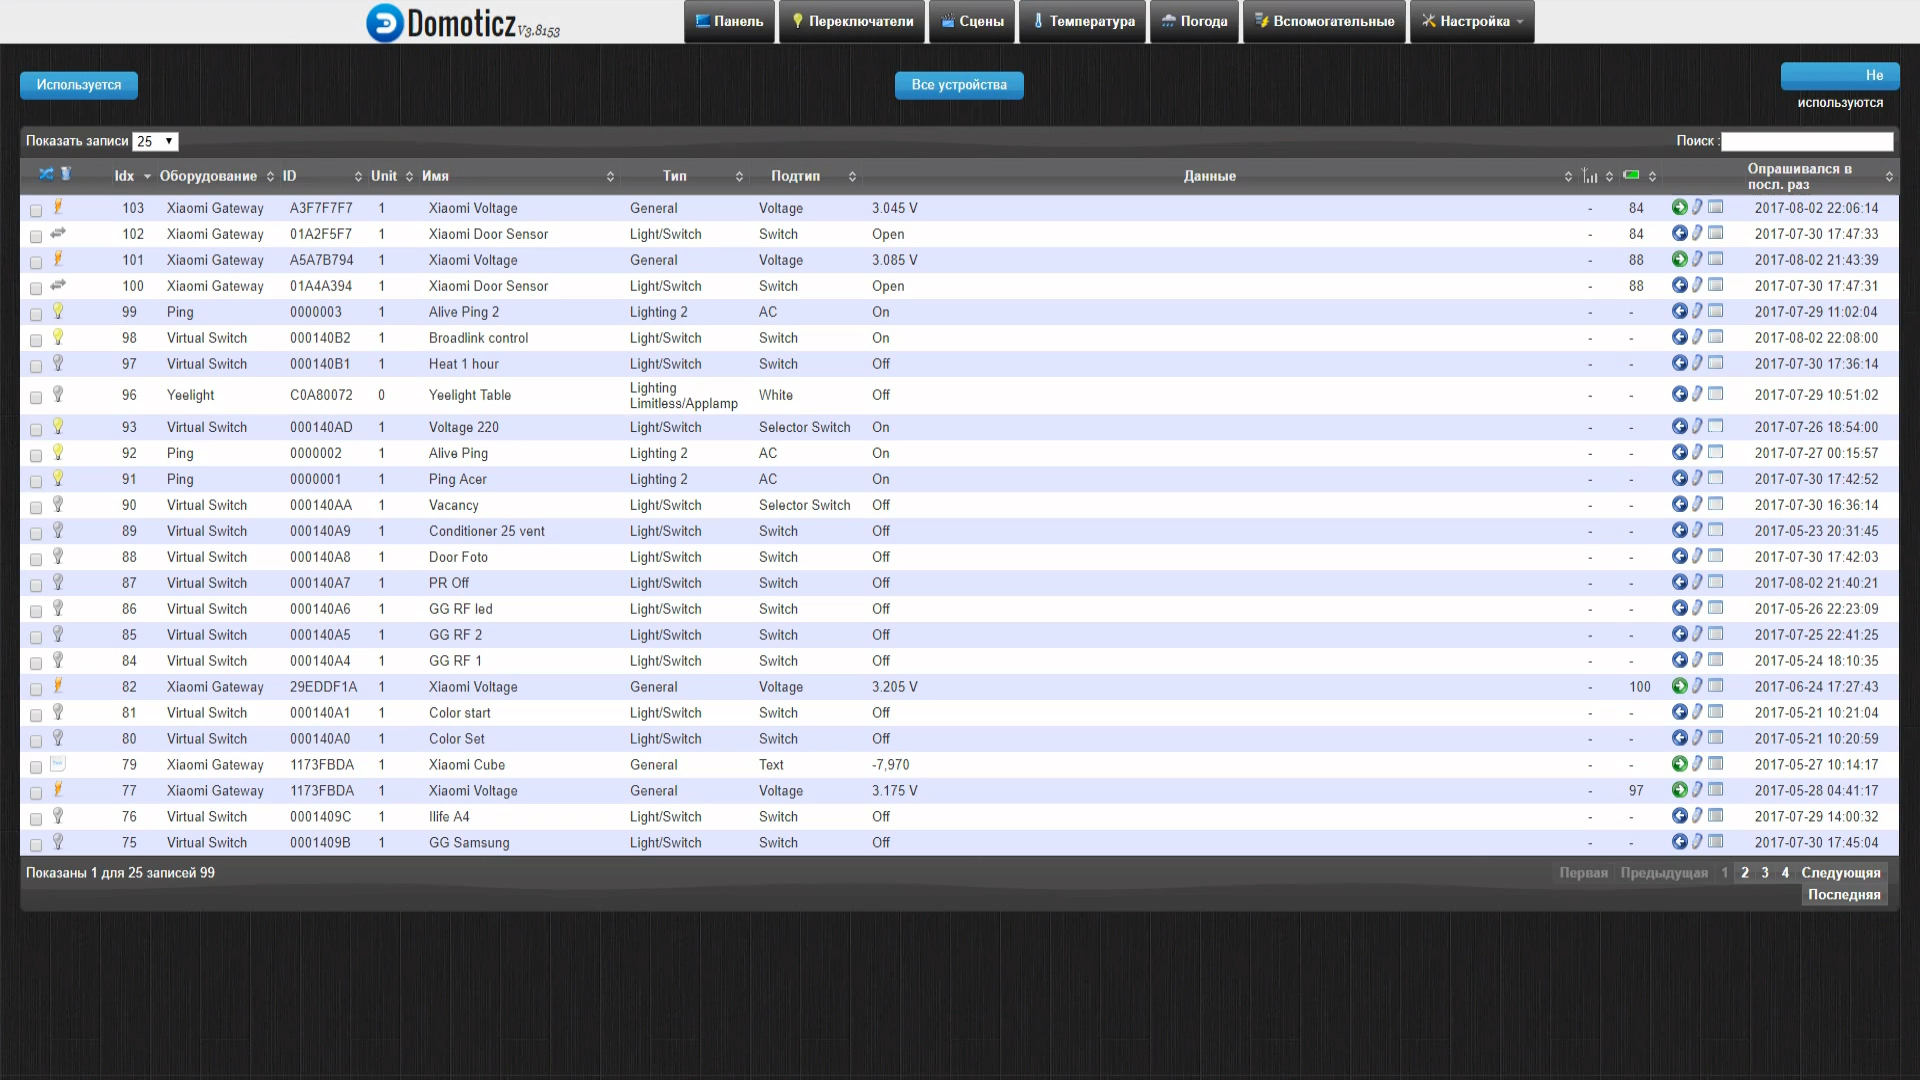 Domoticz V3.8153 Панель Переключатели Сцены Температура Погода Вспомогательные Настройка
Используется Все устройства Не
используются
Показать записи 25 Поиск :
Idx Оборудование ID Unit Имя Тип Подтип Данные Опрашивался в
посл. раз
103 Xiaomi Gateway A3F7F7F7 1 Xiaomi Voltage General Voltage 3.045 V - 84 2017-08-02 22:06:14
102 Xiaomi Gateway 01A2F5F7 1 Xiaomi Door Sensor Light/Switch Switch Open - 84 2017-07-30 17:47:33
101 Xiaomi Gateway A5A7B794 1 Xiaomi Voltage General Voltage 3.085 V - 88 2017-08-02 21:43:39
100 Xiaomi Gateway 01A4A394 1 Xiaomi Door Sensor Light/Switch Switch Open - 88 2017-07-30 17:47:31
99 Ping 0000003 1 Alive Ping 2 Lighting 2 AC On - - 2017-07-29 11:02:04
98 Virtual Switch 000140B2 1 Broadlink control Light/Switch Switch On - - 2017-08-02 22:08:00
97 Virtual Switch 000140B1 1 Heat 1 hour Light/Switch Switch Off - - 2017-07-30 17:36:14
96 Yeelight C0A80072 0 Yeelight Table Lighting
Limitless/Applamp White Off - - 2017-07-29 10:51:02
93 Virtual Switch 000140AD 1 Voltage 220 Light/Switch Selector Switch On - - 2017-07-26 18:54:00
92 Ping 0000002 1 Alive Ping Lighting 2 AC On - - 2017-07-27 00:15:57
91 Ping 0000001 1 Ping Acer Lighting 2 AC On - - 2017-07-30 17:42:52
90 Virtual Switch 000140AA 1 Vacancy Light/Switch Selector Switch Off - - 2017-07-30 16:36:14
89 Virtual Switch 000140A9 1 Conditioner 25 vent Light/Switch Switch Off - - 2017-05-23 20:31:45
88 Virtual Switch 000140A8 1 Door Foto Light/Switch Switch Off - - 2017-07-30 17:42:03
87 Virtual Switch 000140A7 1 PR Off Light/Switch Switch Off - - 2017-08-02 21:40:21
86 Virtual Switch 000140A6 1 GG RF led Light/Switch Switch Off - - 2017-05-26 22:23:09
85 Virtual Switch 000140A5 1 GG RF 2 Light/Switch Switch Off - - 2017-07-25 22:41:25
84 Virtual Switch 000140A4 1 GG RF 1 Light/Switch Switch Off - - 2017-05-24 18:10:35
82 Xiaomi Gateway 29EDDF1A 1 Xiaomi Voltage General Voltage 3.205 V - 100 2017-06-24 17:27:43
81 Virtual Switch 000140A1 1 Color start Light/Switch Switch Off - - 2017-05-21 10:21:04
80 Virtual Switch 000140A0 1 Color Set Light/Switch Switch Off - - 2017-05-21 10:20:59
79 Xiaomi Gateway 1173FBDA 1 Xiaomi Cube General Text -7,970 - - 2017-05-27 10:14:17
77 Xiaomi Gateway 1173FBDA 1 Xiaomi Voltage General Voltage 3.175 V - 97 2017-05-28 04:41:17
76 Virtual Switch 0001409C 1 Ilife A4 Light/Switch Switch Off - - 2017-07-29 14:00:32
75 Virtual Switch 0001409B 1 GG Samsung Light/Switch Switch Off - - 2017-07-30 17:45:04
Показаны 1 для 25 записей 99 Первая Предыдущая 1 2 3 4 Следующяя
Последняя